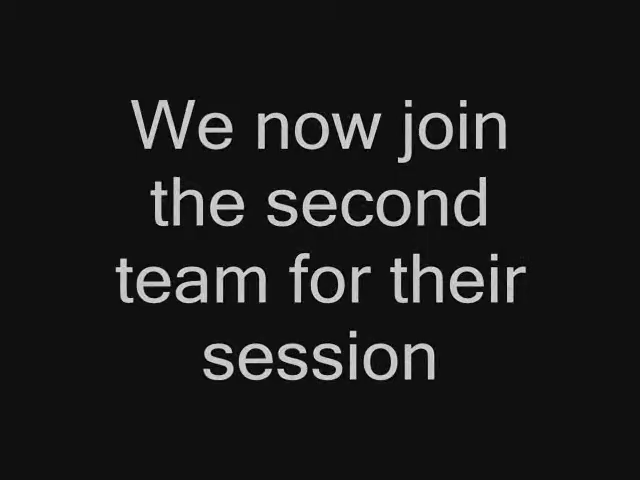 We now join
the second
team for their
session